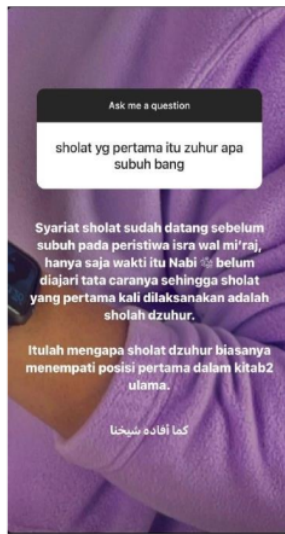 Ask me a question
sholat yg pertama itu zuhur apa
subuh bang
Syariat sholat sudah datang sebelum
subuh pada peristiwa isra wal mi'raj,
hanya saja wakti itu Nabi ﷺ belum
diajari tata caranya sehingga sholat
yang pertama kali dilaksanakan adalah
sholah dzuhur.
Itulah mengapa sholat dzuhur biasanya
menempati posisi pertama dalam kitab2
ulama.
كما أفاده شيخنا